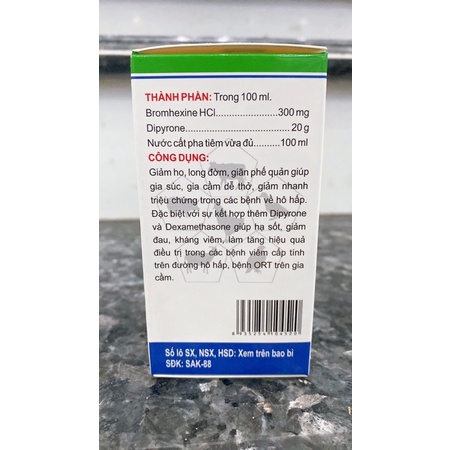 THÀNH PHẦN: Trong 100 ml.
Bromhexine HCl.......................300 mg
Dipyrone.......................................20 g
Nước cất pha tiêm vừa đủ........100 ml
CÔNG DỤNG:
Giảm ho, long đờm, giãn phế quản giúp
gia súc, gia cầm dễ thở, giảm nhanh
triệu chứng trong các bệnh về hô hấp.
Đặc biệt với sự kết hợp thêm Dipyrone
và Dexamethasone giúp hạ sốt, giảm
đau, kháng viêm, làm tăng hiệu quả
điều trị trong các bệnh viêm cấp tính
trên đường hô hấp, bệnh ORT trên gia
cầm.
Số lô SX, NSX, HSD: Xem trên bao bì
SĐK: SAK-88